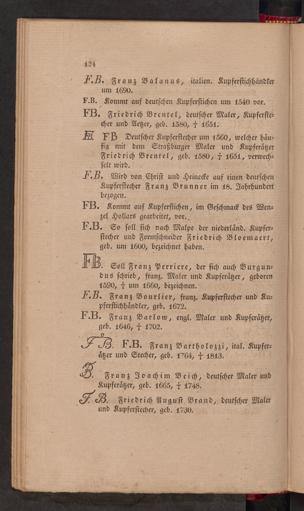 424
F.B. Franz Basanus, italien. Kupferstichhändler
um 1690.
F.B. Kommt auf deutschen Kupferstichen um 1540 vor.
FB. Friedrich Brentel, deutscher Maler, Kupferste-
cher und Aetzer, geb. 1580, † 1651.
FB FB Deutscher Kupferstecher um 1560, welcher häu-
fig mit dem Straßburger Maler und Kupferätzer
Friedrich Brentel, geb. 1580, † 1651, verwech-
selt wird.
F.B. Wird von Christ und Heinecke auf einen deutschen
Kupferstecher Franz Brunner im 18. Jahrhundert
bezogen.
FB. Kommt auf Kupferstichen, im Geschmack des Wen-
zel Hollars gearbeitet, vor.
F.B. So soll sich nach Malpe der niederländ. Kupfer-
stecher und Formschneider Friedrich Bloemaert,
geb. um 1600, bezeichnet haben.
FB. Soll Franz Perriere, der sich auch Burgun-
dus schrieb, franz. Maler und Kupferätzer, geboren
1590, † um 1660, bezeichnen.
F.B. Franz Bourlier, franz. Kupferstecher und Ku-
pferstichhändler, geb. 1672.
F.B. Franz Barlow, engl. Maler und Kupferätzer,
geb. 1646, † 1702.
F.B. F.B. Franz Bartholozzi, ital. Kupfer-
ätzer und Stecher, geb. 1764, † 1813.
B. Franz Joachim Beich, deutscher Maler und
Kupferätzer, geb. 1665, † 1748.
F.B. Friedrich August Brand, deutscher Maler
und Kupferstecher, geb. 1730.